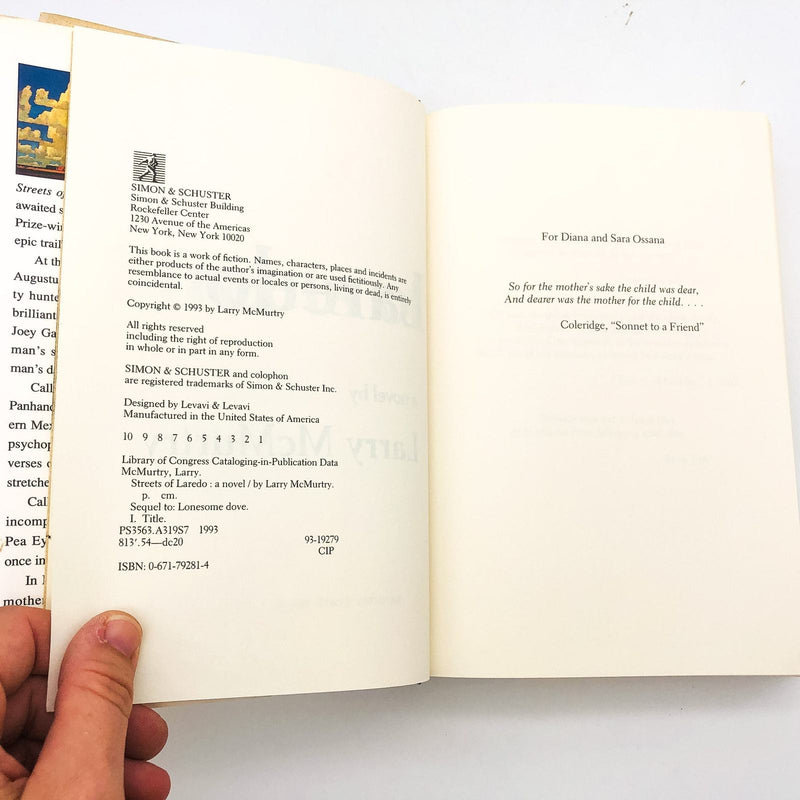 Streets of
awaited
Prize-wi
epic trail
At th
Augustu
ty hunte
brilliant
Joey Ga
man's s
man's d
Call
Panhand
ern Mex
psychop
verses
stretche
Call
incomp
Pea Ey
once in
In
mothe
SIMON & SCHUSTER
Simon & Schuster Building
Rockefeller Center
1230 Avenue of the Americas
New York, New York 10020
This book is a work of fiction. Names, characters, places and incidents are
either products of the author's imagination or are used fictitiously. Any
resemblance to actual events or locales or persons, living or dead, is entirely
coincidental.
Copyright © 1993 by Larry McMurtry
All rights reserved
including the right of reproduction
in whole or in part in any form.
SIMON & SCHUSTER and colophon
are registered trademarks of Simon & Schuster Inc.
Designed by Levavi & Levavi
Manufactured in the United States of America
10 9 8 7 6 5 4 3 2 1
Library of Congress Cataloging-in-Publication Data
McMurtry, Larry.
Streets of Laredo : a novel / by Larry McMurtry.
p. cm.
Sequel to: Lonesome dove.
I. Title.
PS3563.A319S7 1993
813'.54—dc20 93-19279
CIP
ISBN: 0-671-79281-4
For Diana and Sara Ossana
So for the mother's sake the child was dear,
And dearer was the mother for the child. . . .
Coleridge, "Sonnet to a Friend"